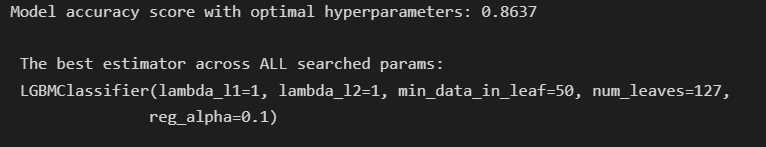 Model accuracy score with optimal hyperparameters: 0.8637
The best estimator across ALL searched params:
LGBMClassifier(lambda_l1=1, lambda_l2=1, min_data_in_leaf=50, num_leaves=127,
reg_alpha=0.1)